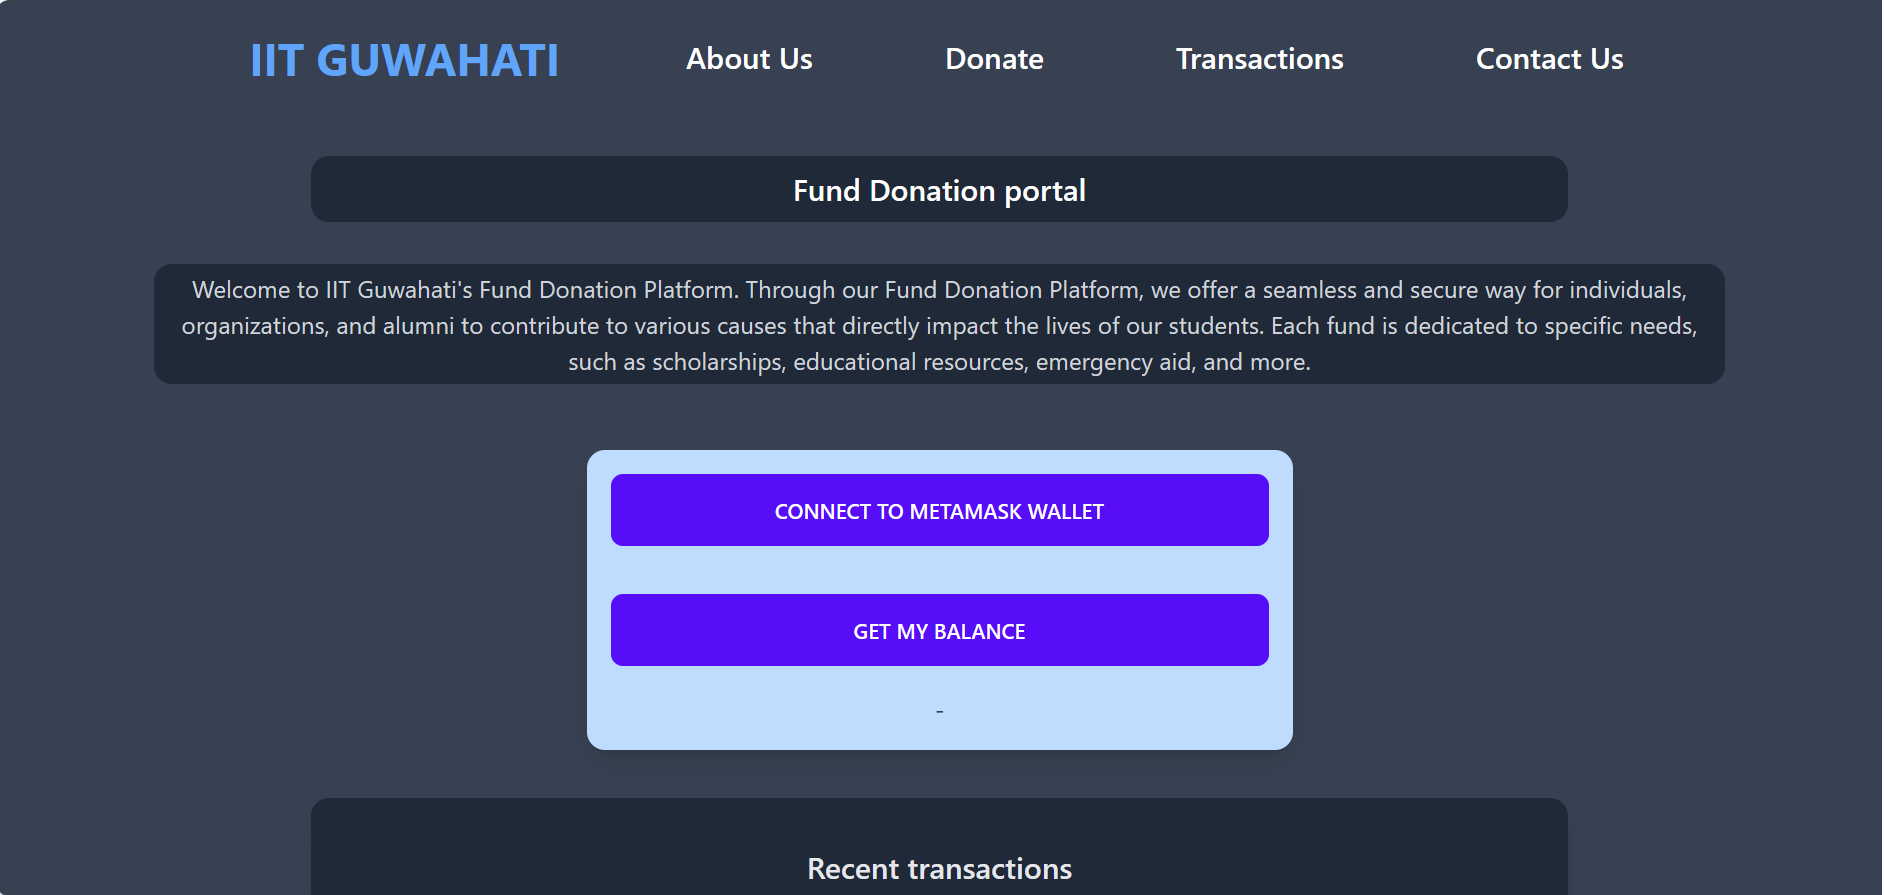 IIT GUWAHATI About Us Donate Transactions Contact Us
Fund Donation portal
Welcome to IIT Guwahati's Fund Donation Platform. Through our Fund Donation Platform, we offer a seamless and secure way for individuals,
organizations, and alumni to contribute to various causes that directly impact the lives of our students. Each fund is dedicated to specific needs,
such as scholarships, educational resources, emergency aid, and more.
CONNECT TO METAMASK WALLET
GET MY BALANCE
-
Recent transactions